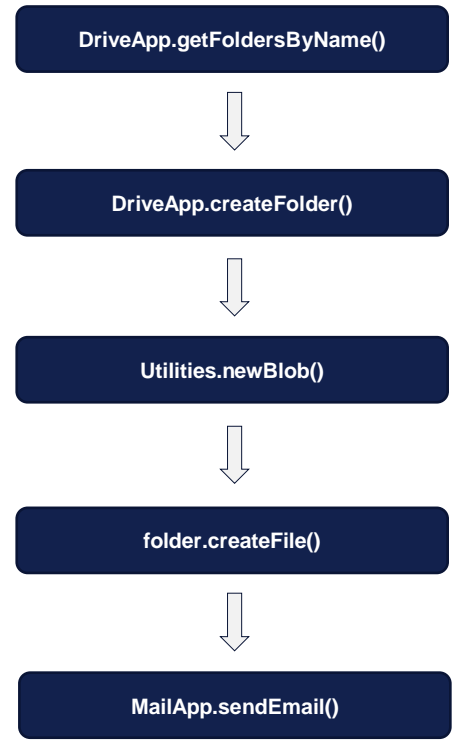 DriveApp.getFoldersByName()
DriveApp.createFolder()
Utilities.newBlob()
folder.createFile()
MailApp.sendEmail()